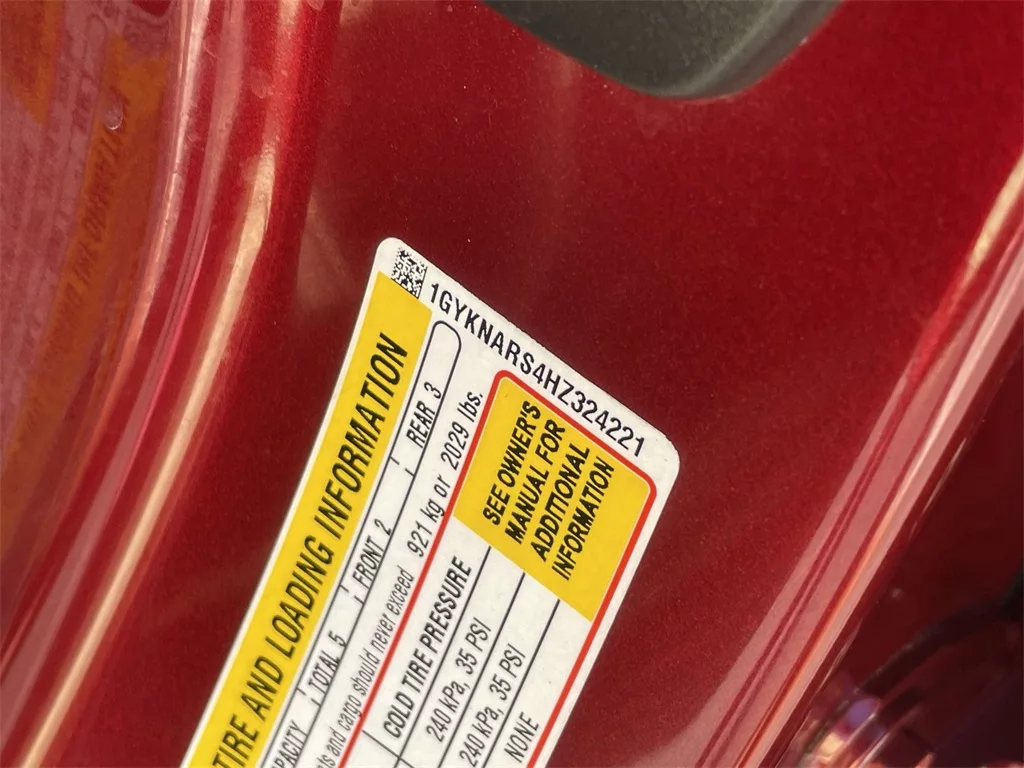 1GYKNARS4HZ324221
TIRE AND LOADING INFORMATION
TOTAL 5 FRONT 2 REAR 3
and cargo should never exceed 921 kg or 2029 lbs.
COLD TIRE PRESSURE
240 kPa, 35 PSI
240 kPa, 35 PSI
NONE
SEE OWNER'S
MANUAL FOR
ADDITIONAL
INFORMATION